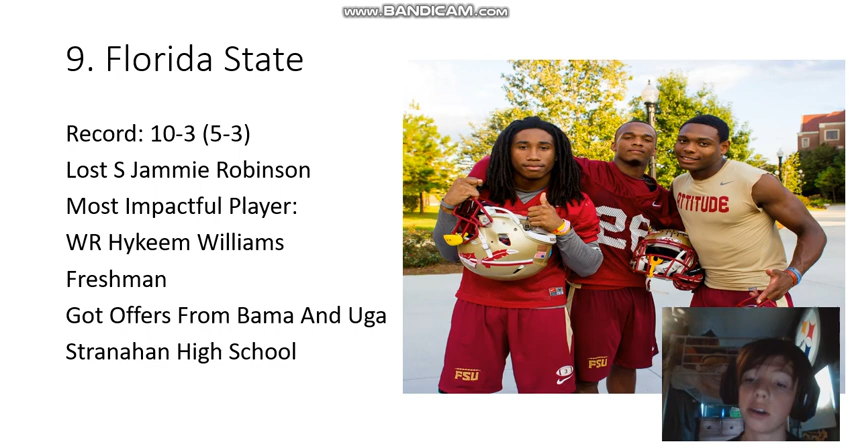 www.BANDICAM.com
9. Florida State
Record: 10-3 (5-3)
Lost S Jammie Robinson
Most Impactful Player:
WR Hykeem Williams
Freshman
Got Offers From Bama And Uga
Stranahan High School
ATTITUDE
26
FSU
FSU